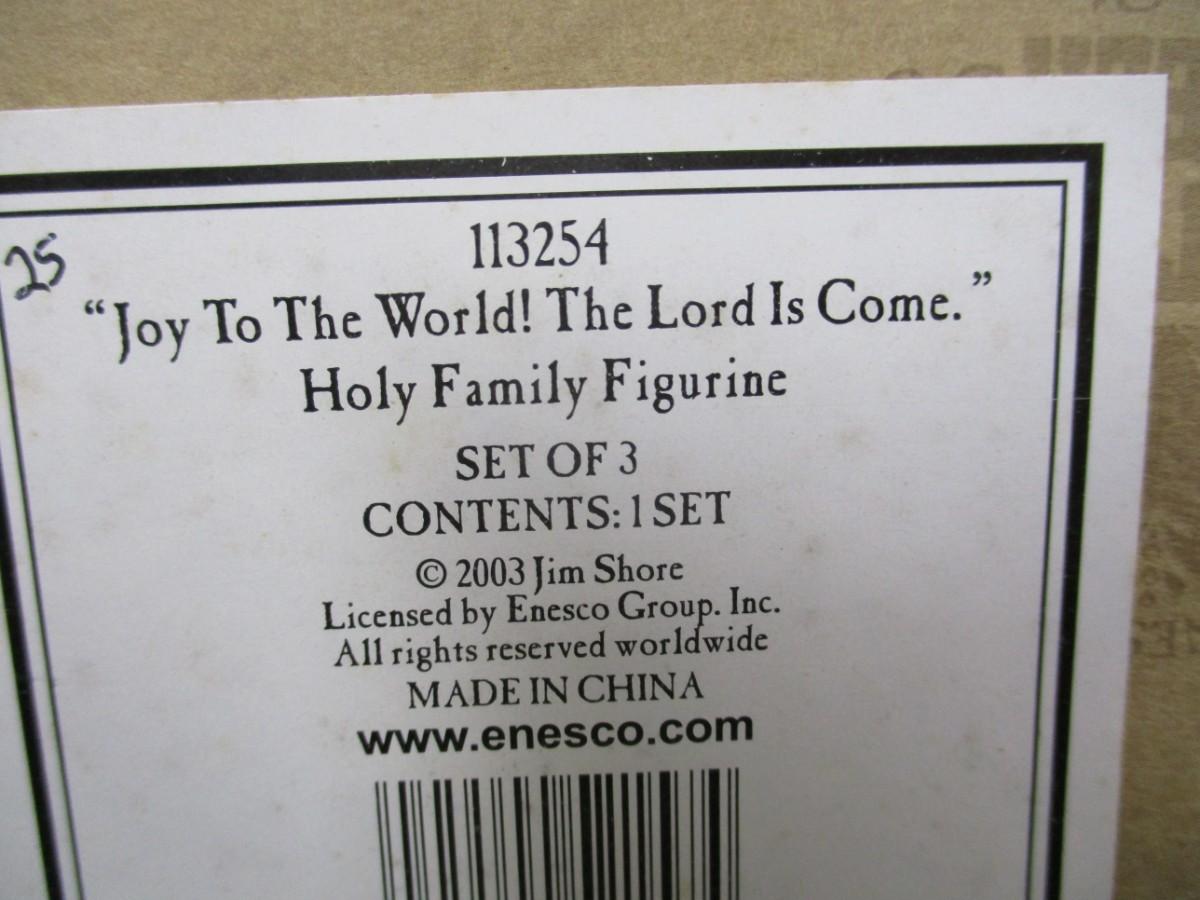 25
113254
“Joy To The World! The Lord Is Come.”
Holy Family Figurine
SET OF 3
CONTENTS: 1 SET
© 2003 Jim Shore
Licensed by Enesco Group. Inc.
All rights reserved worldwide
MADE IN CHINA
www.enesco.com